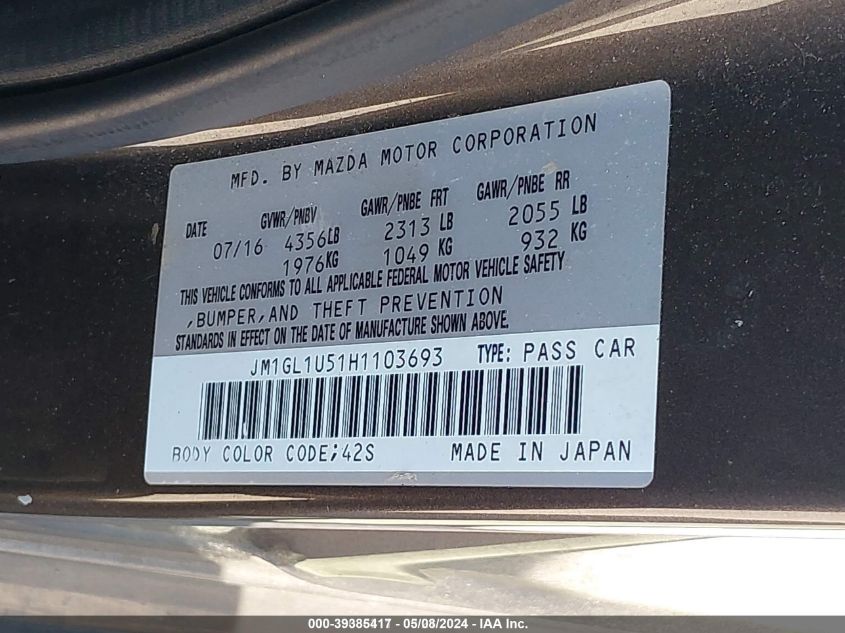 MFD. BY MAZDA MOTOR CORPORATION
DATE GVWR/PNBV GAWR/PNBE FRT GAWR/PNBE RR
07/16 4356LB 2313 LB 2055 LB
1976KG 1049 KG 932 KG
THIS VEHICLE CONFORMS TO ALL APPLICABLE FEDERAL MOTOR VEHICLE SAFETY
,BUMPER,AND THEFT PREVENTION
STANDARDS IN EFFECT ON THE DATE OF MANUFACTURE SHOWN ABOVE.
JM1GL1U51H1103693 TYPE: PASS CAR
BODY COLOR CODE;42S MADE IN JAPAN
000-39385417 - 05/08/2024 - IAA Inc.